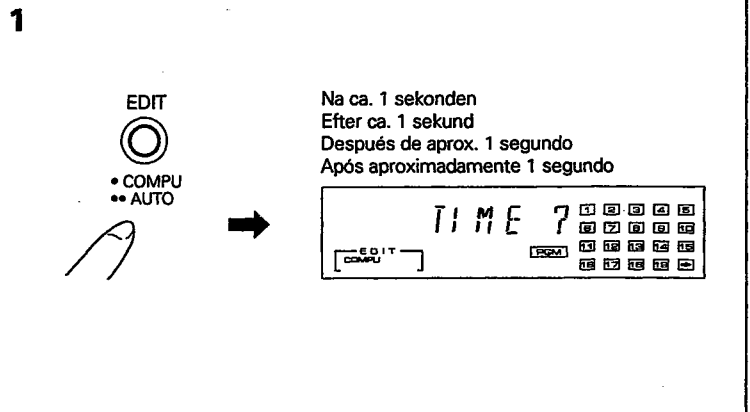 1
EDIT
• COMPU
•• AUTO
Na ca. 1 sekonden
Efter ca. 1 sekund
Después de aprox. 1 segundo
Após aproximadamente 1 segundo
TIME ?
EDIT
COMPU
PGM
1 2 3 4 5
6 7 8 9 10
11 12 13 14 15
16 17 18 19